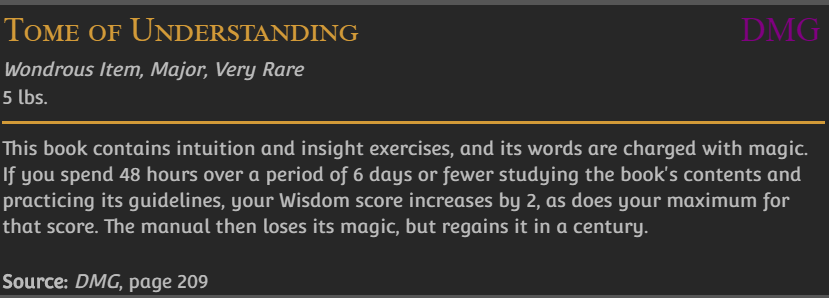 Tome of Understanding DMG
Wondrous Item, Major, Very Rare
5 lbs.
This book contains intuition and insight exercises, and its words are charged with magic.
If you spend 48 hours over a period of 6 days or fewer studying the book's contents and
practicing its guidelines, your Wisdom score increases by 2, as does your maximum for
that score. The manual then loses its magic, but regains it in a century.
Source: DMG, page 209